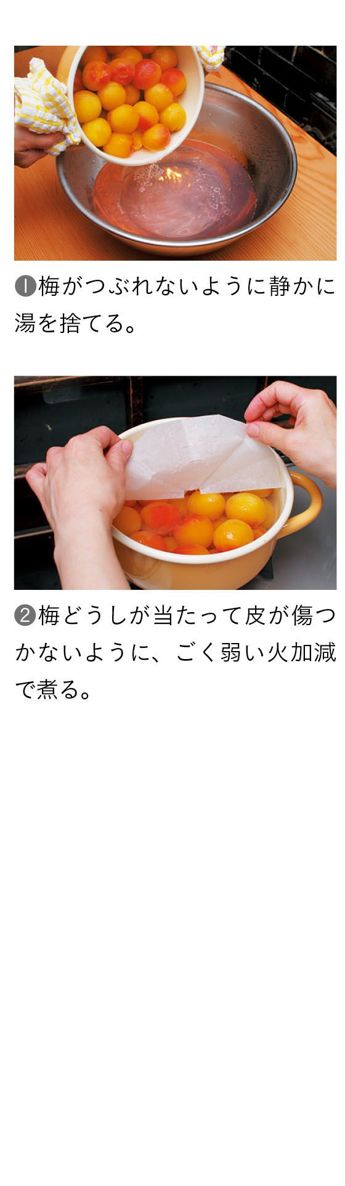 ❶梅がつぶれないように静かに
湯を捨てる。
❷梅どうしが当たって皮が傷つ
かないように、ごく弱い火加減
で煮る。